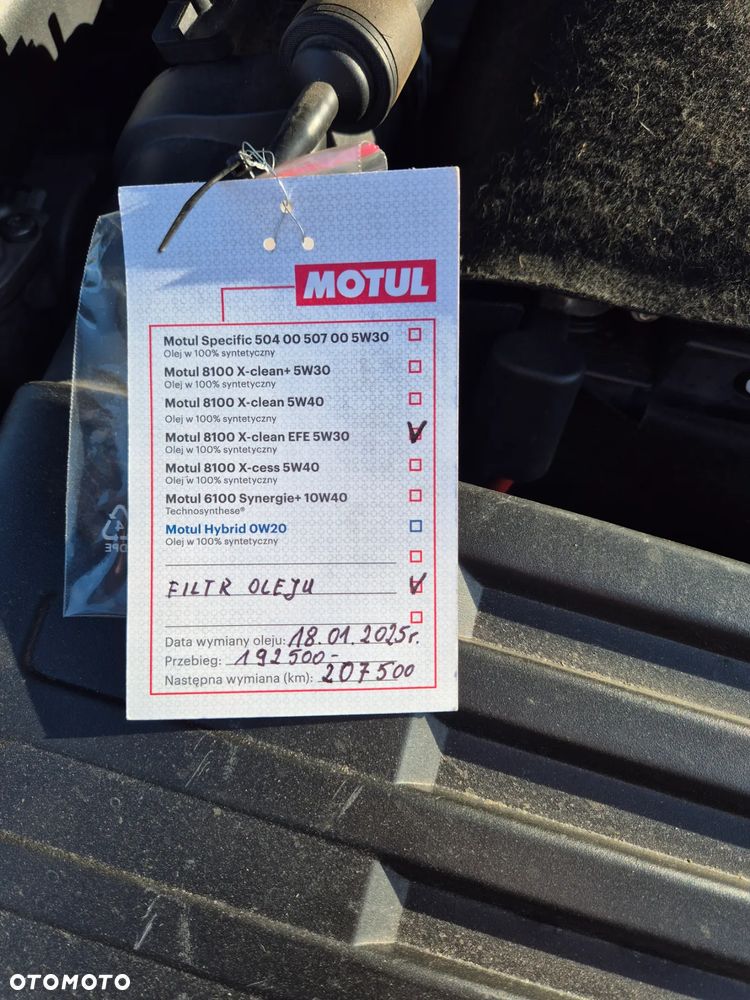 MOTUL
Motul Specific 504 00 507 00 5W30
Olej w 100% syntetyczny
Motul 8100 X-clean+ 5W30
Olej w 100% syntetyczny
Motul 8100 X-clean 5W40
Olej w 100% syntetyczny
Motul 8100 X-clean EFE 5W30
Olej w 100% syntetyczny
Motul 8100 X-cess 5W40
Olej w 100% syntetyczny
Motul 6100 Synergie+ 10W40
Technosynthese®
Motul Hybrid 0W20
Olej w 100% syntetyczny
FILTR OLEJU
Data wymiany oleju: 18.01.2025r.
Przebieg: 192500-
Następna wymiana (km): 207500
OTOMOTO